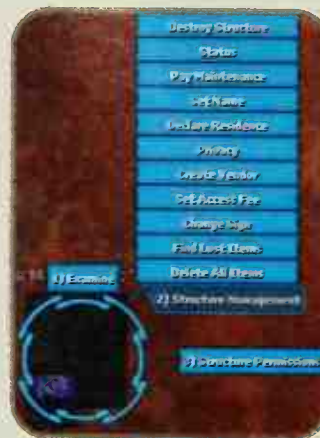 Destroy Structure
Status
Pay Maintenance
Set Name
Declare Residence
Privacy
Create Vendor
Set Access Fee
Change Sign
Find Lost Items
Delete All Items
1) Examine
2) Structure Management
3) Structure Permissions